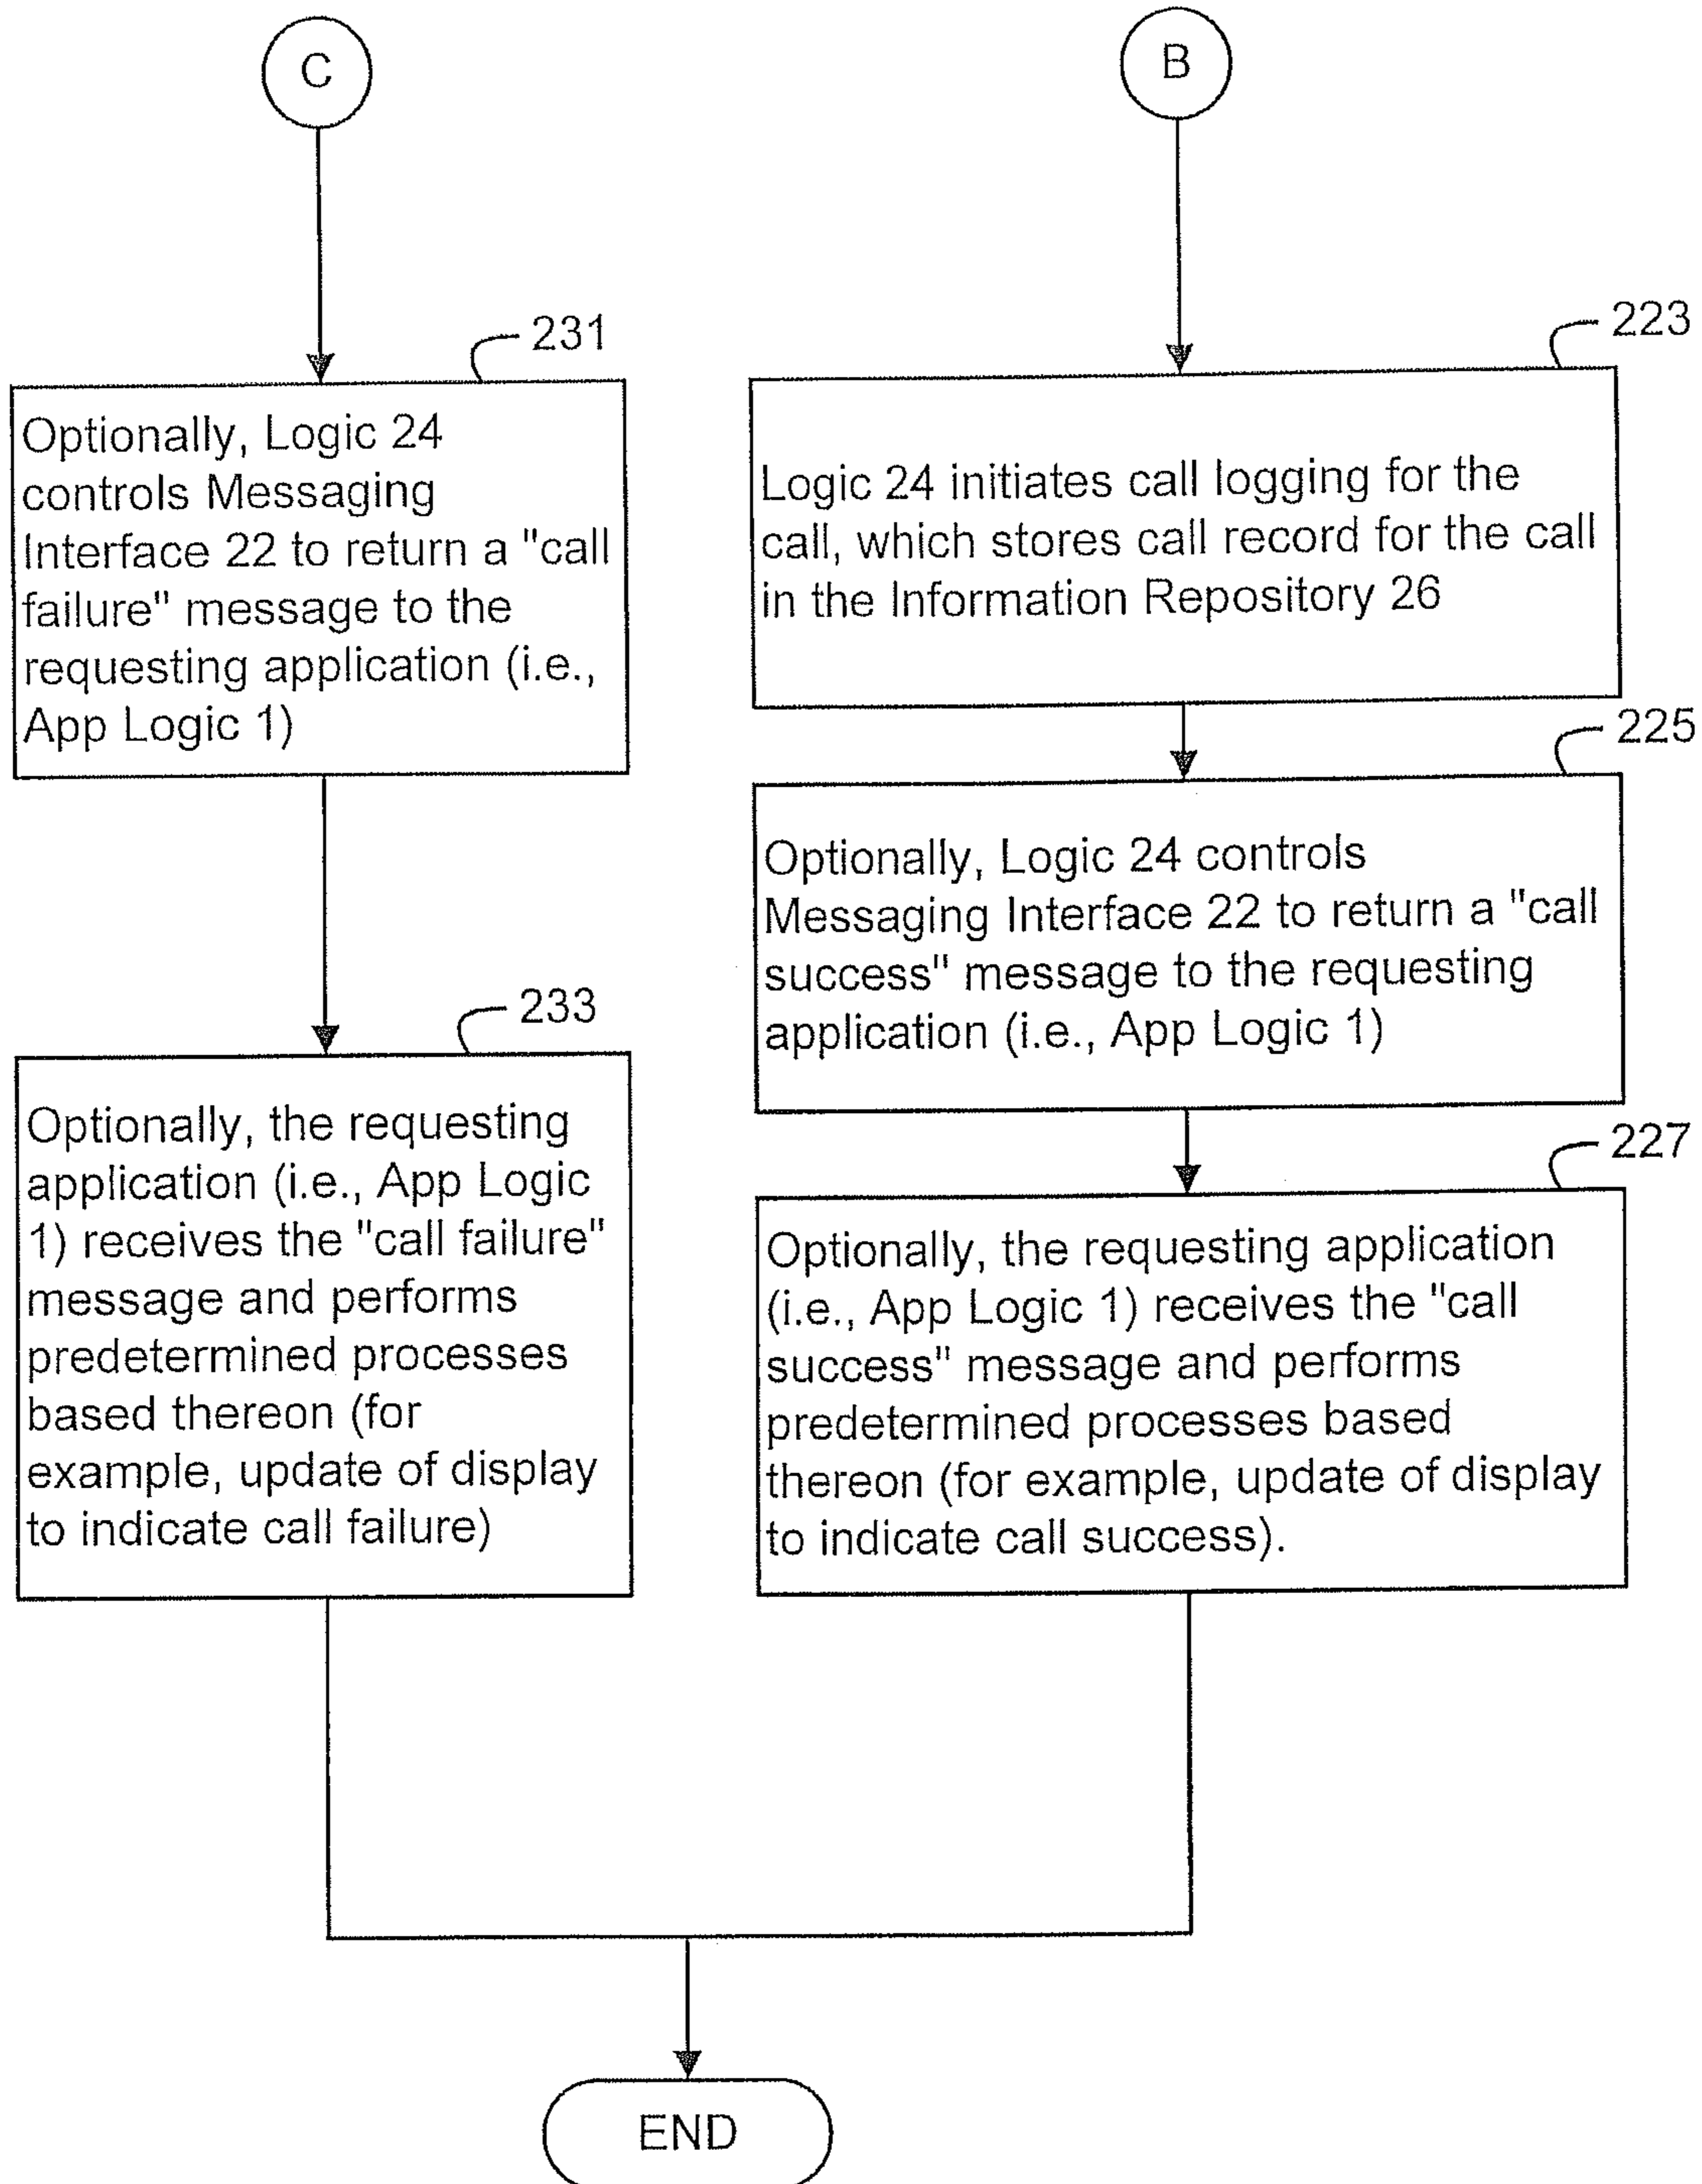 C
231
Optionally, Logic 24
controls Messaging
Interface 22 to return a "call
failure" message to the
requesting application (i.e.,
App Logic 1)
233
Optionally, the requesting
application (i.e., App Logic
1) receives the "call failure"
message and performs
predetermined processes
based thereon (for
example, update of display
to indicate call failure)
B
223
Logic 24 initiates call logging for the
call, which stores call record for the call
in the Information Repository 26
225
Optionally, Logic 24 controls
Messaging Interface 22 to return a "call
success" message to the requesting
application (i.e., App Logic 1)
227
Optionally, the requesting application
(i.e., App Logic 1) receives the "call
success" message and performs
predetermined processes based
thereon (for example, update of display
to indicate call success).
END